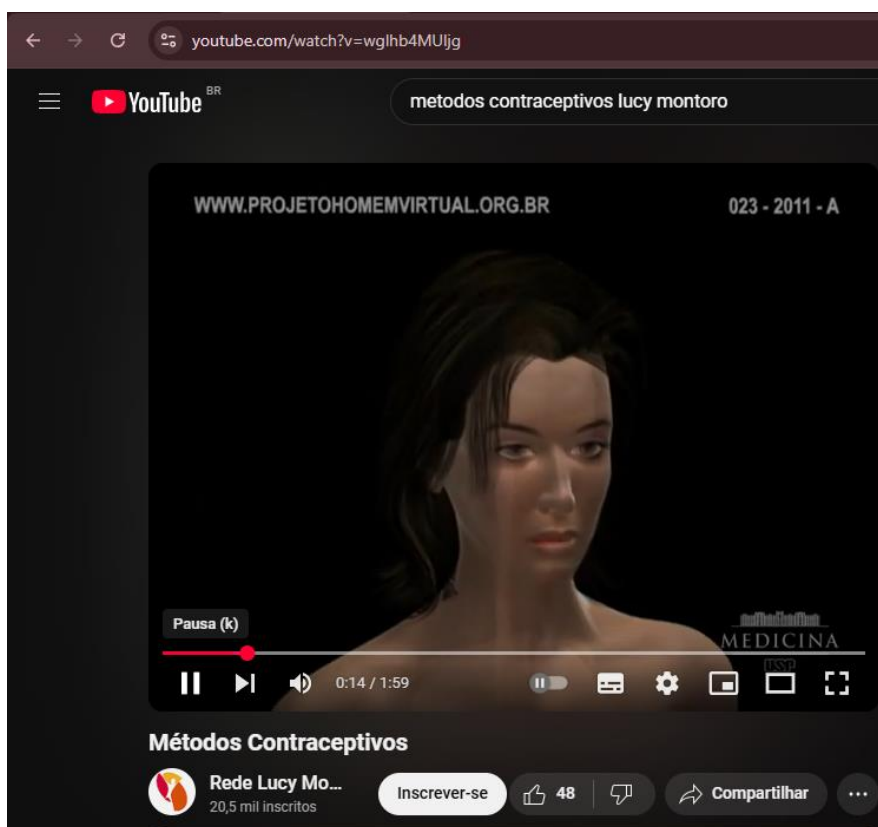 youtube.com/watch?v=wglhb4MUljg
YouTube BR
metodos contraceptivos lucy montoro
WWW.PROJETOHOMEMVIRTUAL.ORG.BR 023 - 2011 - A
Pausa (k)
MEDICINA
USP
0:14 / 1:59
Métodos Contraceptivos
Rede Lucy Mo...
20,5 mil inscritos
Inscrever-se
48
Compartilhar